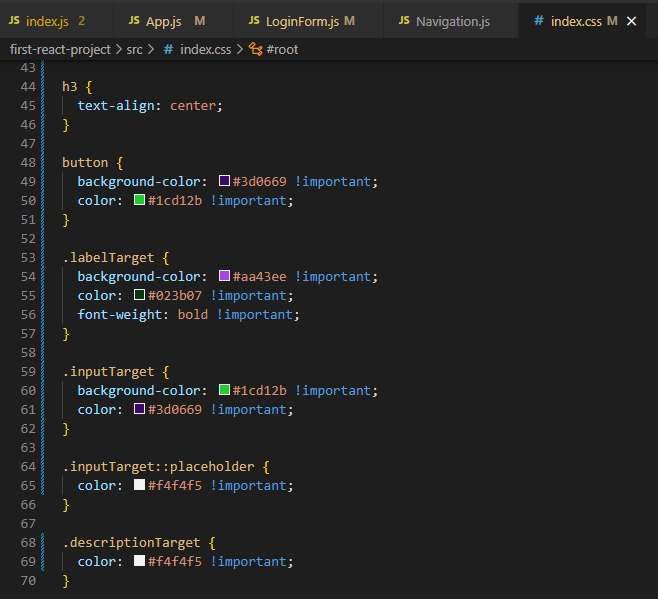 JS index.js 2 JS App.js M JS LoginForm.js M JS Navigation.js # index.css M ×
first-react-project > src > # index.css > #root
43
44 h3 {
45 text-align: center;
46 }
47
48 button {
49 background-color: #3d0669 !important;
50 color: #1cd12b !important;
51 }
52
53 .labelTarget {
54 background-color: #aa43ee !important;
55 color: #023b07 !important;
56 font-weight: bold !important;
57 }
58
59 .inputTarget {
60 background-color: #1cd12b !important;
61 color: #3d0669 !important;
62 }
63
64 .inputTarget::placeholder {
65 color: #f4f4f5 !important;
66 }
67
68 .descriptionTarget {
69 color: #f4f4f5 !important;
70 }